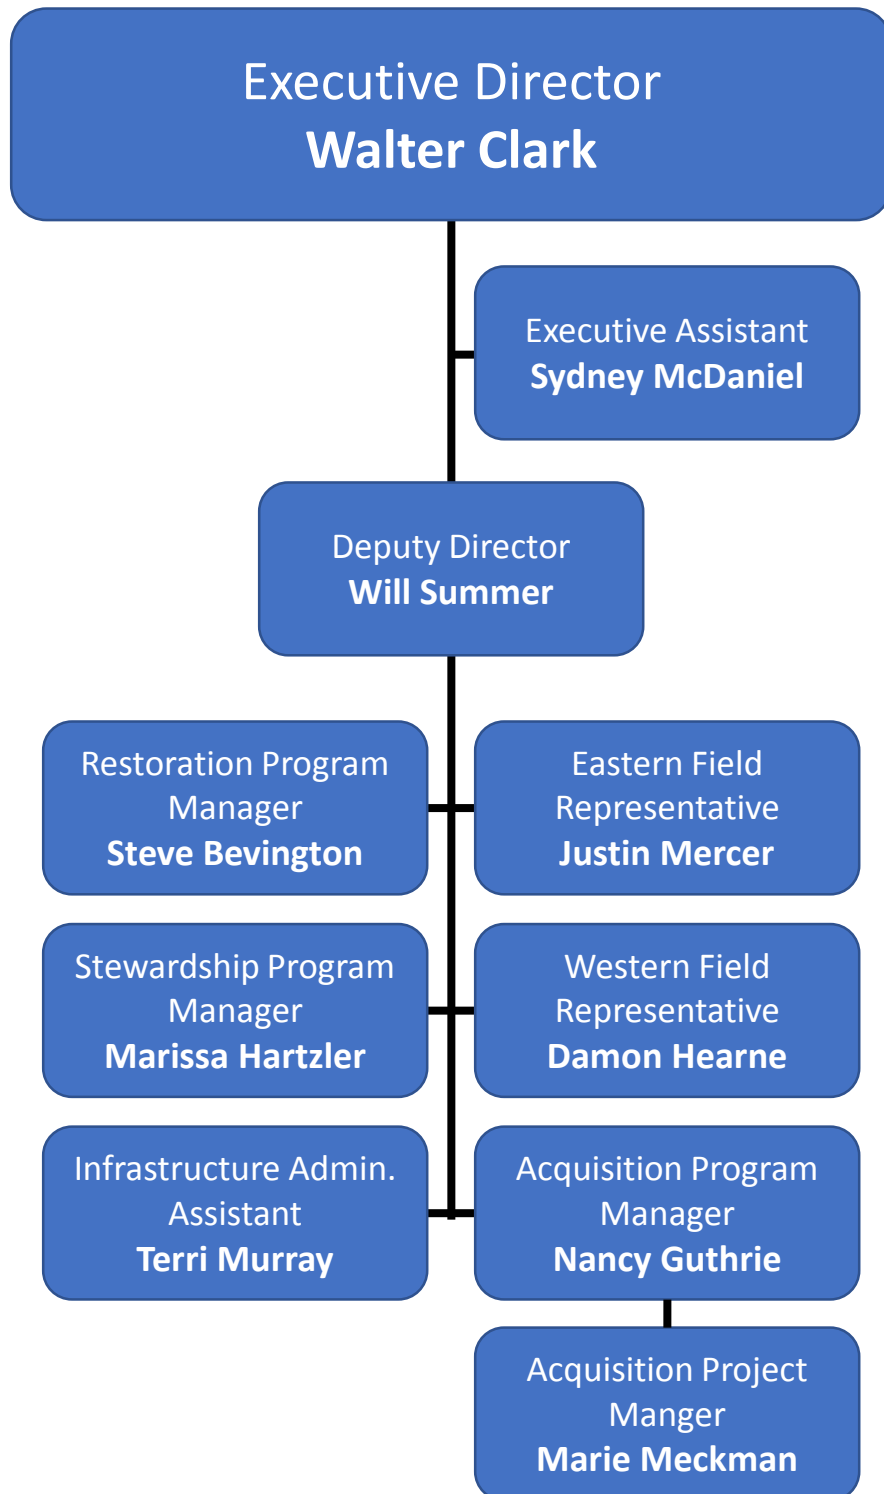 Executive Director
Walter Clark
Executive Assistant
Sydney McDaniel
Deputy Director
Will Summer
Restoration Program
Manager
Steve Bevington
Eastern Field
Representative
Justin Mercer
Stewardship Program
Manager
Marissa Hartzler
Western Field
Representative
Damon Hearne
Infrastructure Admin.
Assistant
Terri Murray
Acquisition Program
Manager
Nancy Guthrie
Acquisition Project
Manger
Marie Meckman